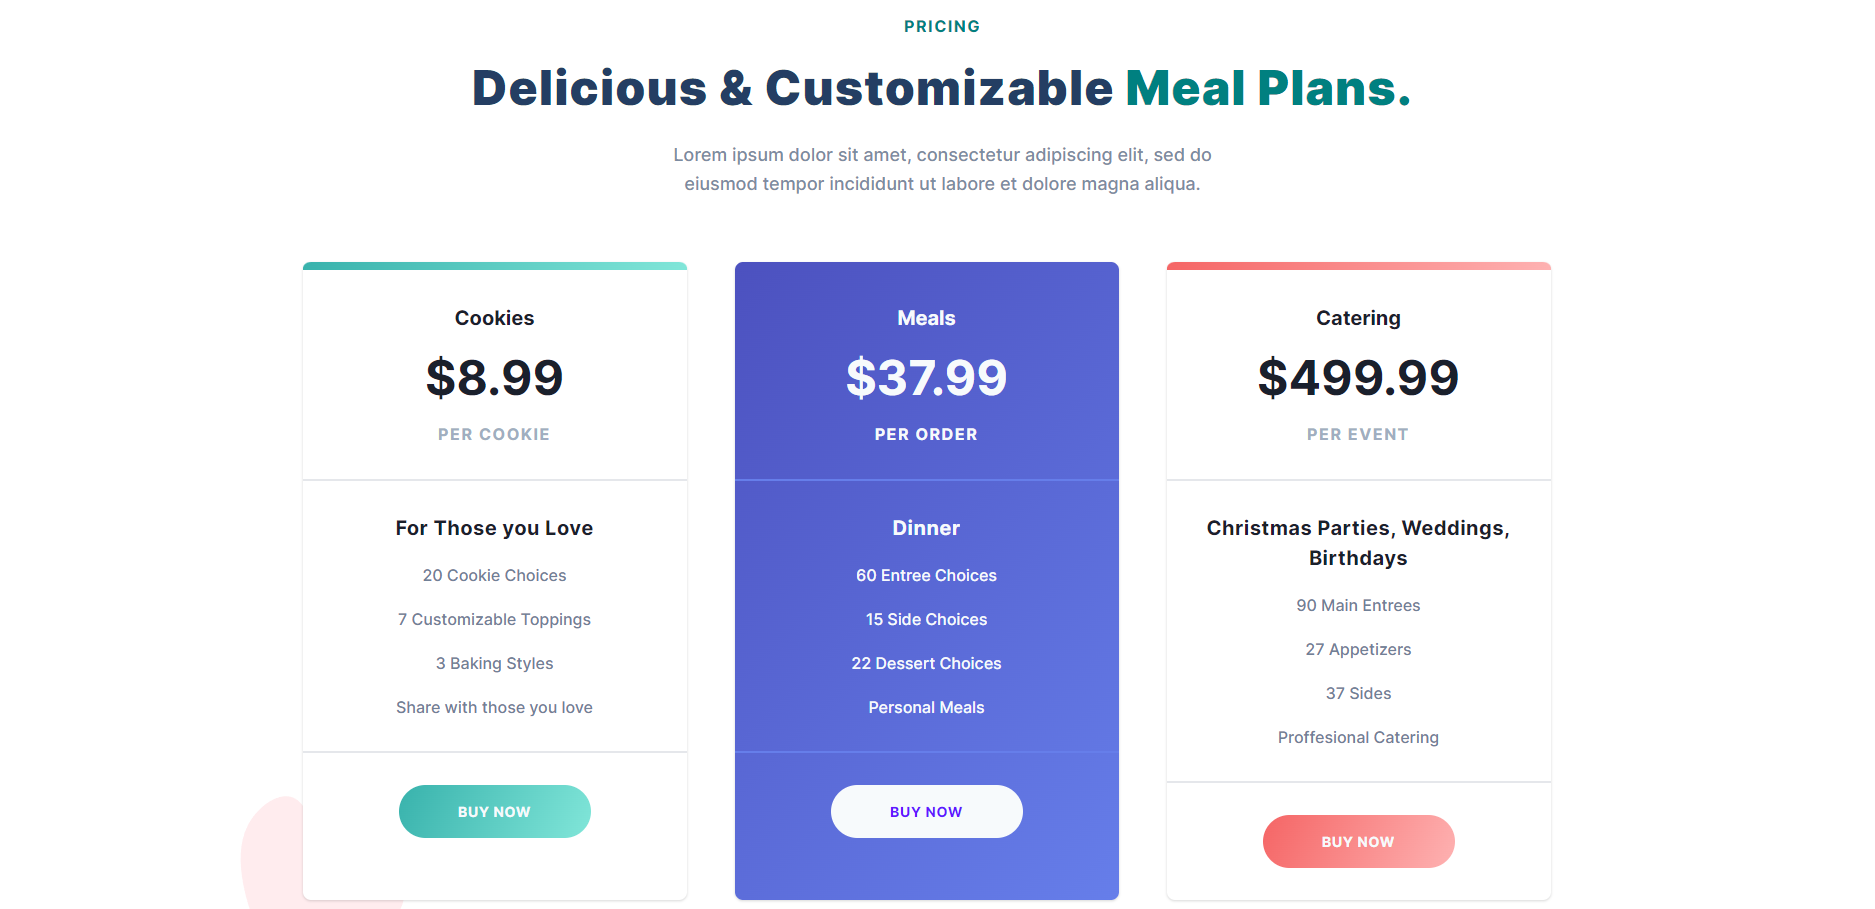 PRICING
Delicious & Customizable Meal Plans.
Lorem ipsum dolor sit amet, consectetur adipiscing elit, sed do
eiusmod tempor incididunt ut labore et dolore magna aliqua.
Cookies
$8.99
PER COOKIE
For Those you Love
20 Cookie Choices
7 Customizable Toppings
3 Baking Styles
Share with those you love
BUY NOW
Meals
$37.99
PER ORDER
Dinner
60 Entree Choices
15 Side Choices
22 Dessert Choices
Personal Meals
BUY NOW
Catering
$499.99
PER EVENT
Christmas Parties, Weddings,
Birthdays
90 Main Entrees
27 Appetizers
37 Sides
Proffesional Catering
BUY NOW